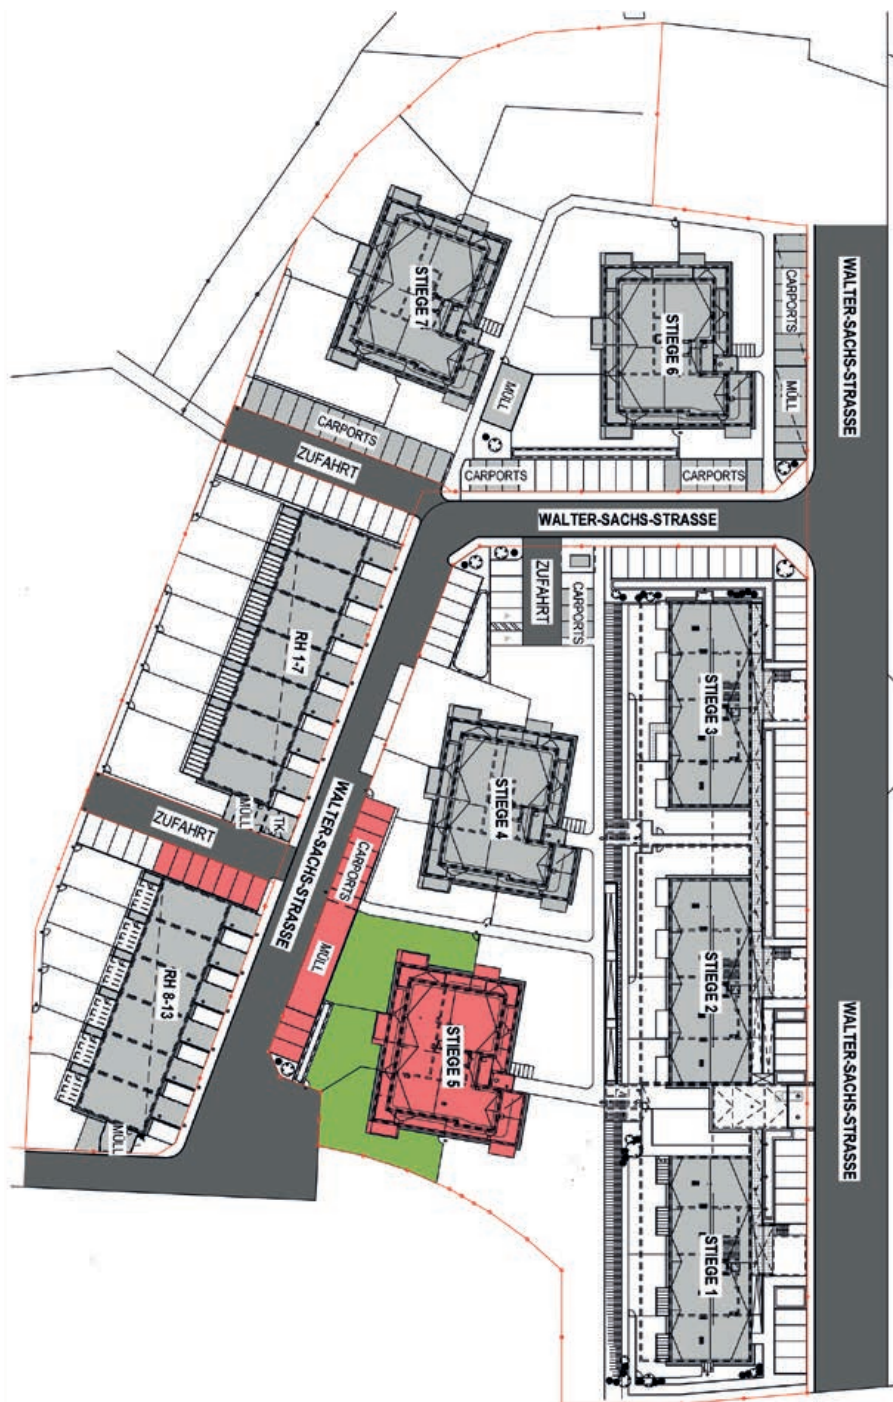 STIEGE 7
STIEGE 6
CARPORTS
MÜLL
WALTER-SACHS-STRASSE
MÜLL
CARPORTS
ZUFAHRT
CARPORTS
CARPORTS
WALTER-SACHS-STRASSE
ZUFAHRT
CARPORTS
RH 1-7
STIEGE 3
STIEGE 4
MÜLL
TK
ZUFAHRT
WALTER-SACHS-STRASSE
CARPORTS
MÜLL
RH 8-13
STIEGE 5
STIEGE 2
WALTER-SACHS-STRASSE
MÜLL
STIEGE 1